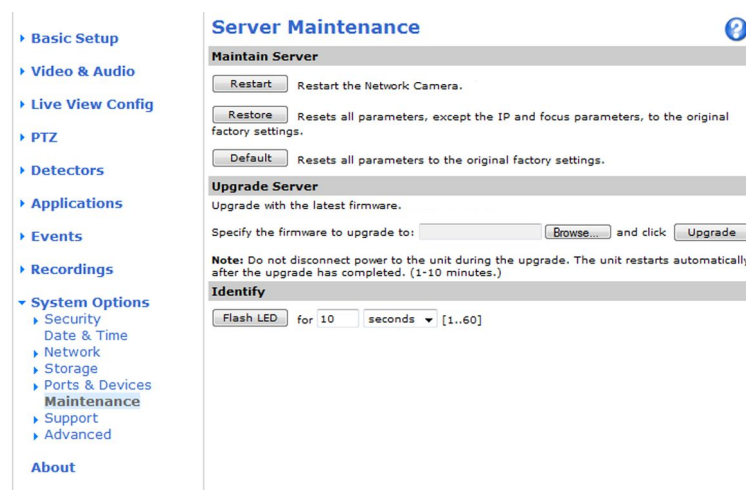 Basic Setup
Video & Audio
Live View Config
PTZ
Detectors
Applications
Events
Recordings
System Options
Security
Date & Time
Network
Storage
Ports & Devices
Maintenance
Support
Advanced
About
Server Maintenance
?
Maintain Server
Restart Restart the Network Camera.
Restore Resets all parameters, except the IP and focus parameters, to the original
factory settings.
Default Resets all parameters to the original factory settings.
Upgrade Server
Upgrade with the latest firmware.
Specify the firmware to upgrade to: Browse... and click Upgrade
Note: Do not disconnect power to the unit during the upgrade. The unit restarts automatically
after the upgrade has completed. (1-10 minutes.)
Identify
Flash LED for 10 seconds [1..60]